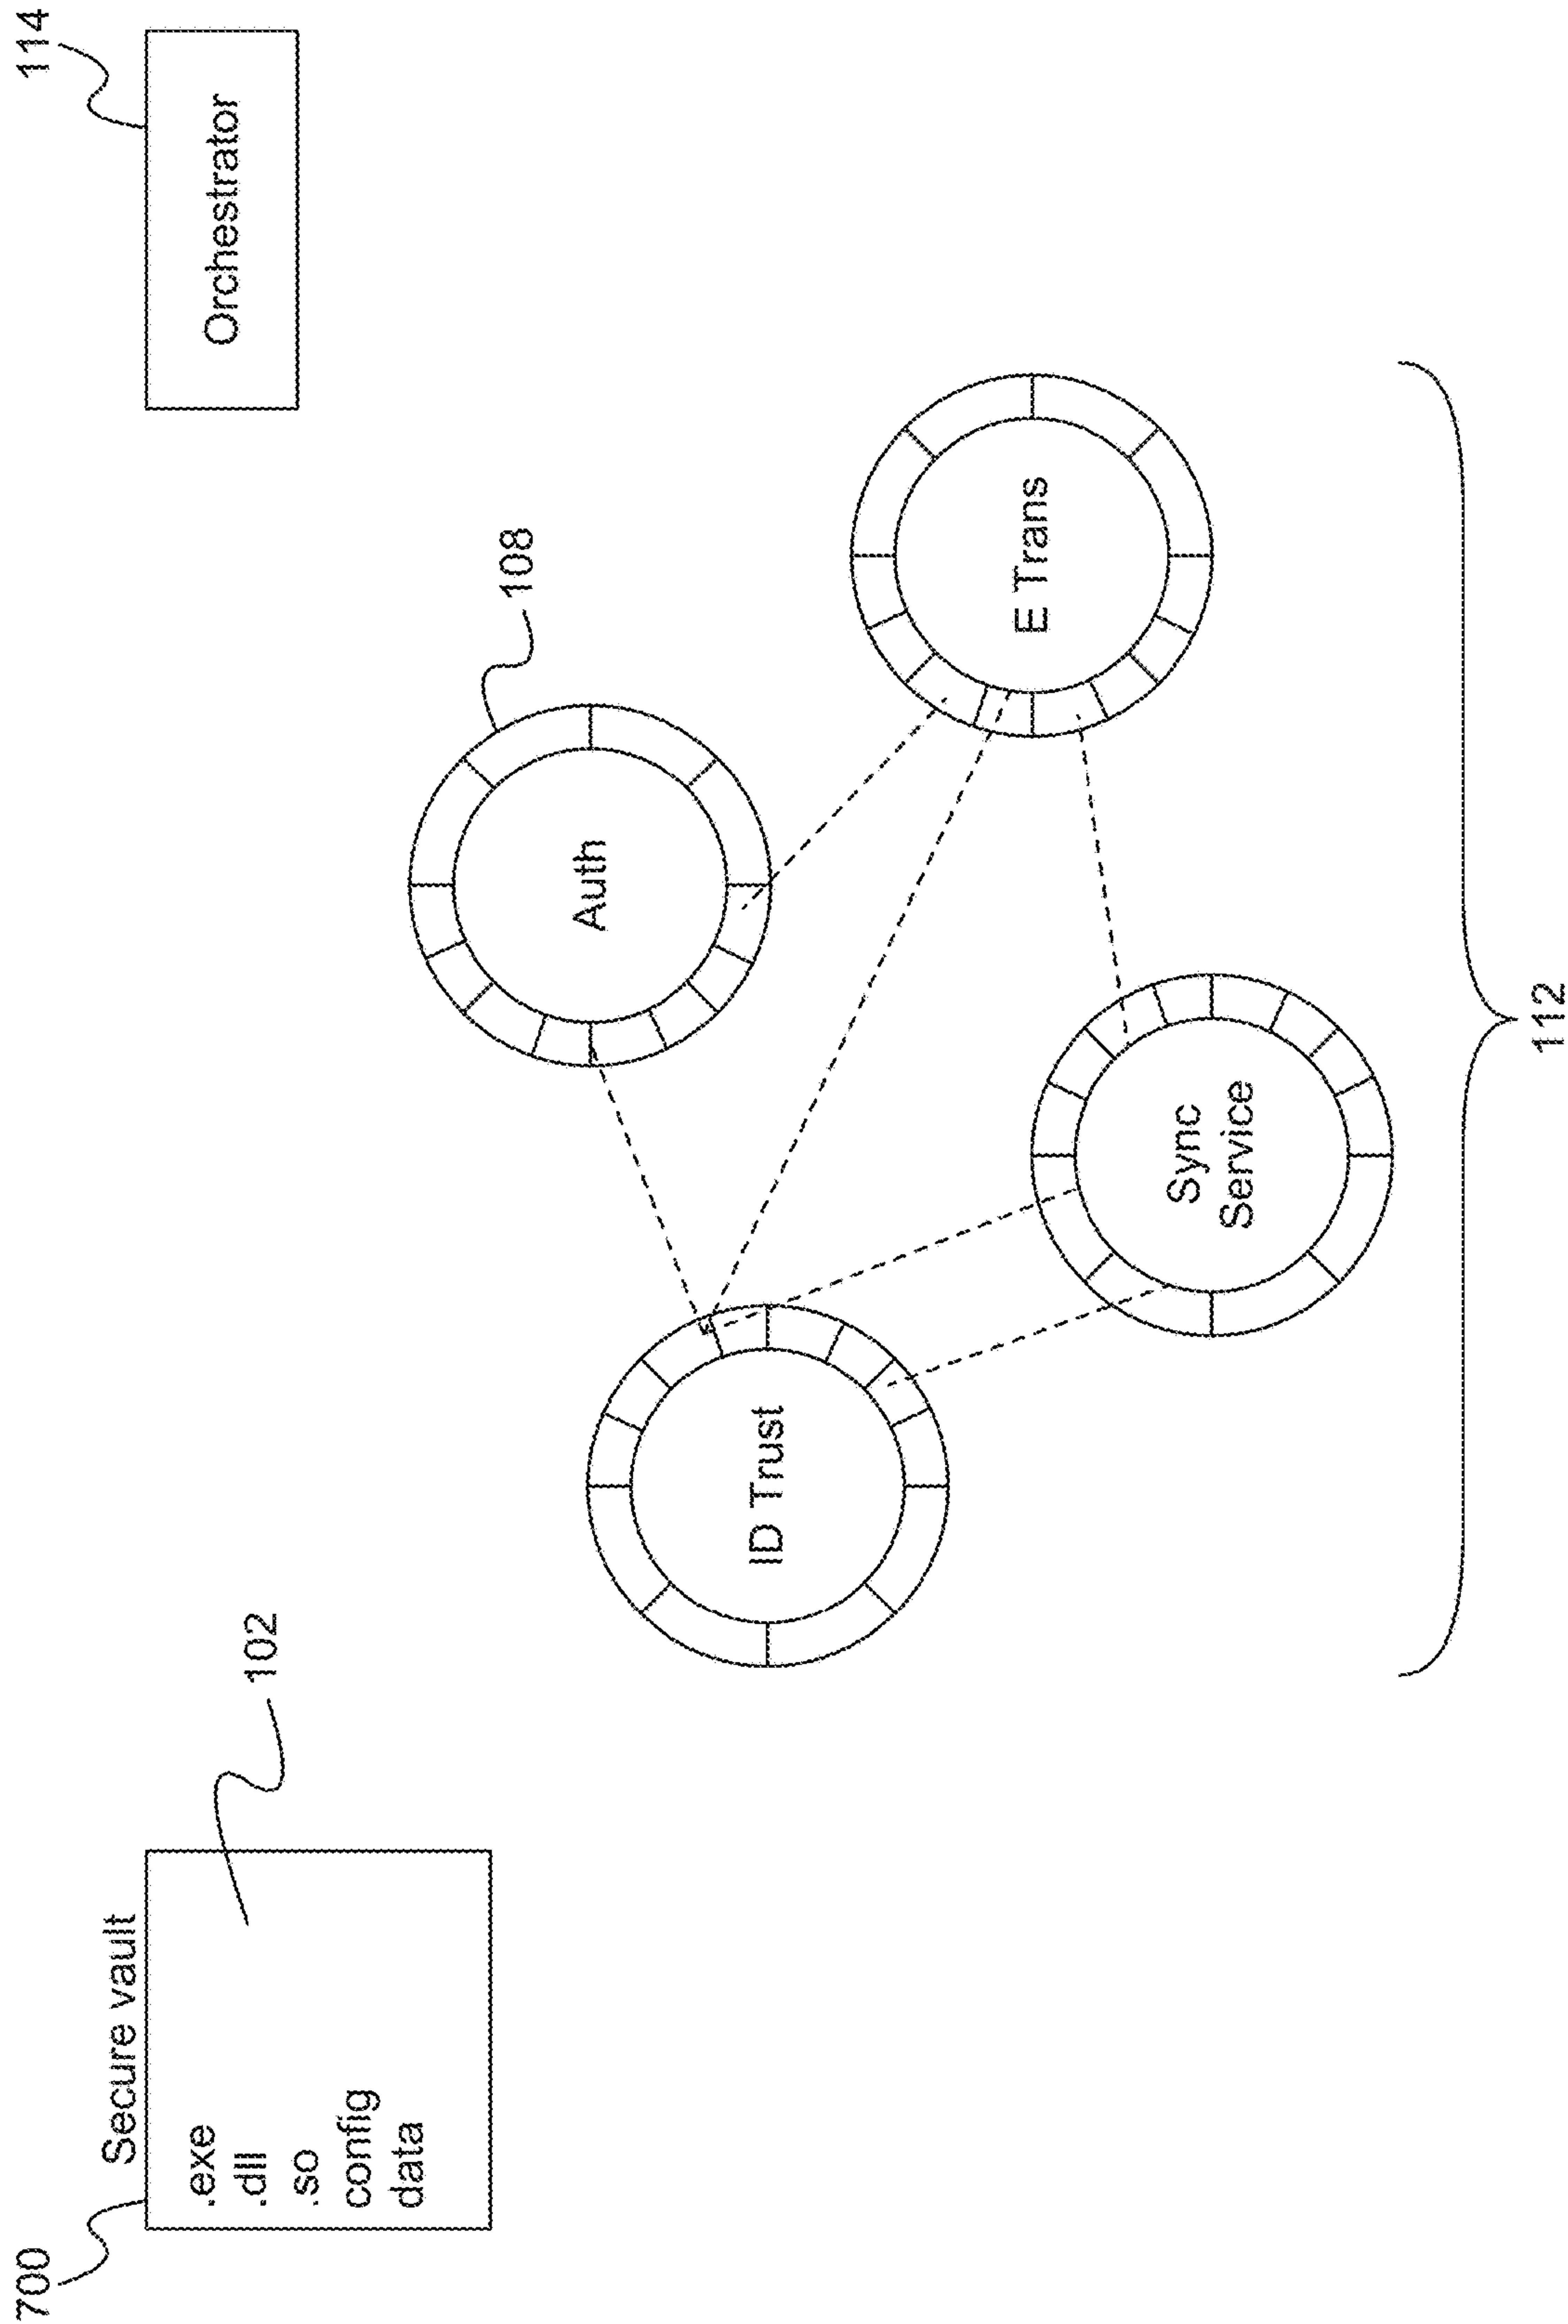 700
Secure vault
.exe
.dll
.so
config
data
102
114
Orchestrator
108
Auth
ID Trust
E Trans
Sync
Service
112